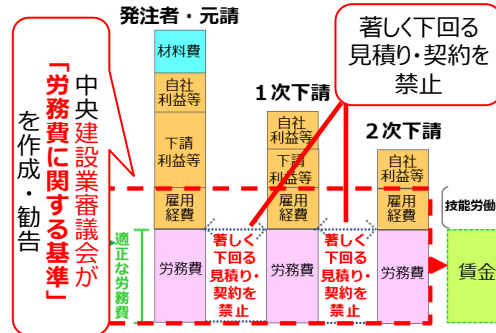 発注者・元請
著しく下回る
見積り・契約を
禁止
中央建設業審議会が
「労務費に関する基準」
を作成・勧告
材料費
自社
利益等
下請
利益等
雇用
経費
労務費
適正な労務費
1次下請
自社
利益等
下請
利益等
雇用
経費
労務費
2次下請
自社
利益等
雇用
経費
労務費
著しく
下回る
見積り・
契約を
禁止
著しく
下回る
見積り・
契約を
禁止
技能労働
賃金